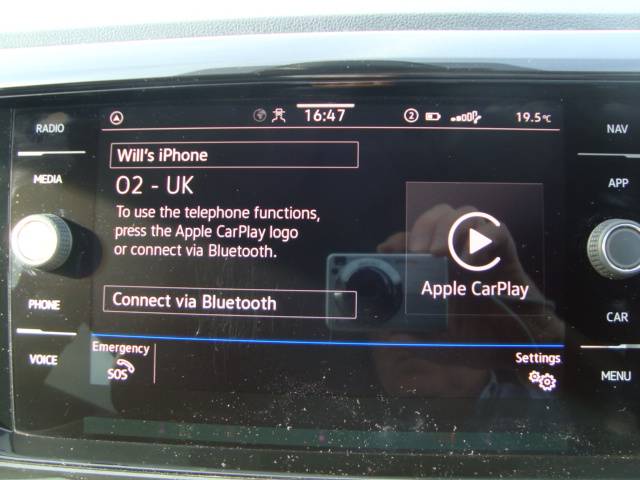 RADIO
MEDIA
PHONE
VOICE
16:47
2
19.5°C
Will's iPhone
O2 - UK
To use the telephone functions,
press the Apple CarPlay logo
or connect via Bluetooth.
Connect via Bluetooth
Apple CarPlay
Emergency
SOS
Settings
NAV
APP
CAR
MENU